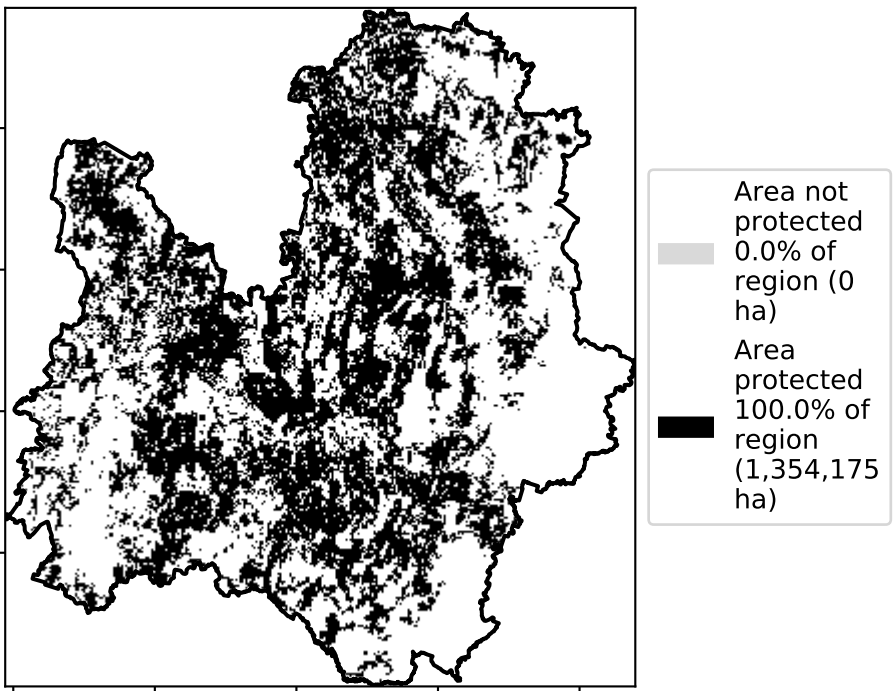 Area not
protected
0.0% of
region (0
ha)
Area
protected
100.0% of
region
(1,354,175
ha)